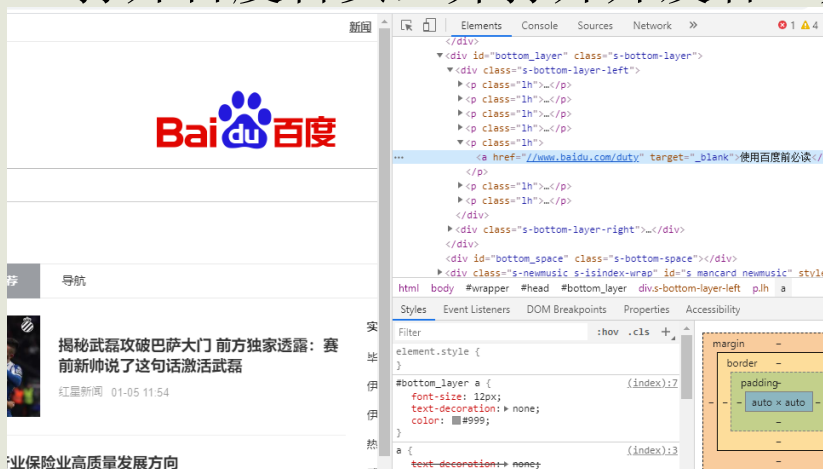 新闻
Bai du 百度
导航
揭秘武磊攻破巴萨大门 前方独家透露：赛
前新帅说了这句话激活武磊
红星新闻 01-05 11:54
业保险业高质量发展方向
实
毕
伊
伊
热
Elements Console Sources Network »
1 4
</div>
▼<div id="bottom_layer" class="s-bottom-layer">
▼<div class="s-bottom-layer-left">
▶<p class="lh">…</p>
▶<p class="lh">…</p>
▶<p class="lh">…</p>
▶<p class="lh">…</p>
▼<p class="lh">
… <a href="//www.baidu.com/duty" target="_blank">使用百度前必读</
</p>
▶<p class="lh">…</p>
▶<p class="lh">…</p>
</div>
▶<div class="s-bottom-layer-right">…</div>
</div>
<div id="bottom_space" class="s-bottom-space"></div>
▶<div class="s-newmusic s-isindex-wrap" id="s_mancard_newmusic" style
html body #wrapper #head #bottom_layer div.s-bottom-layer-left p.lh a
Styles Event Listeners DOM Breakpoints Properties Accessibility
Filter :hov .cls +
element.style {
}
#bottom_layer a { (index):7
font-size: 12px;
text-decoration:▶ none;
color: #999;
}
a { (index):3
text-decoration:▶ none;
margin -
border -
padding-
- - auto × auto -
-
-
-